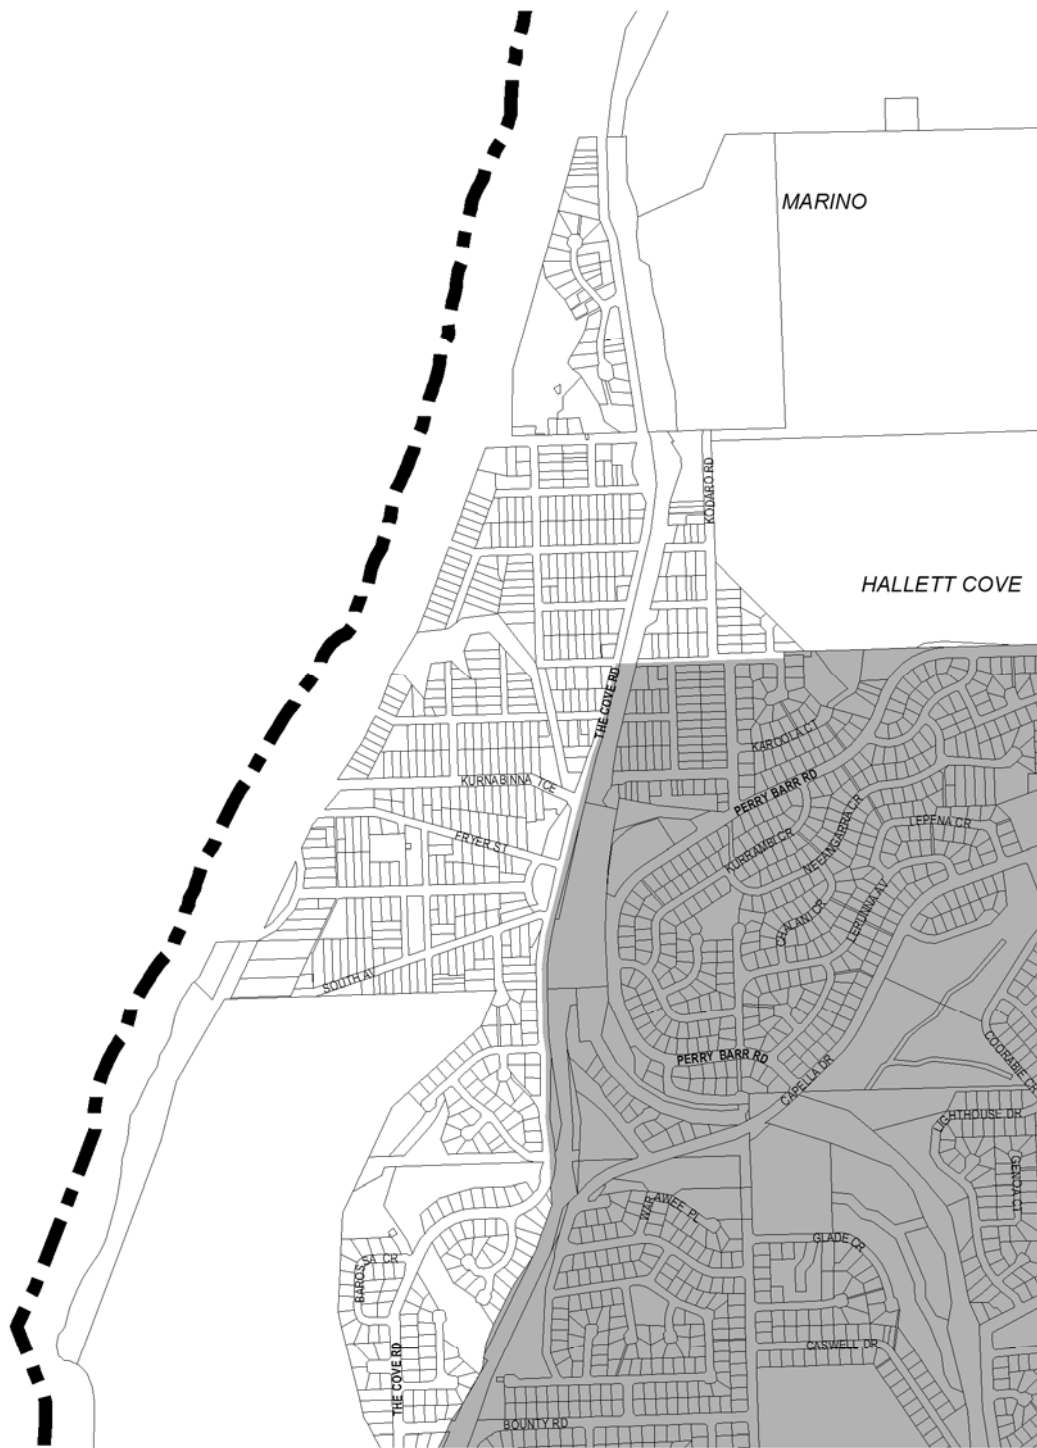 MARINO
KODARO RD
HALLETT COVE
THE COVE RD
KAROOLA CT
KURNABINNA TCE
PERRY BARR RD
FRYER ST
LEPENA CR
KURRAMBI CR
NEEANGARRA CR
CHALANI CR
LEPUNNA AV
SOUTH AV
PERRY BARR RD
COORABIE CR
CAPELLA DR
LIGHTHOUSE DR
GENOA CT
WARAWEE PL
GLADE CR
BAROSSA CR
CASWELL DR
THE COVE RD
BOUNTY RD